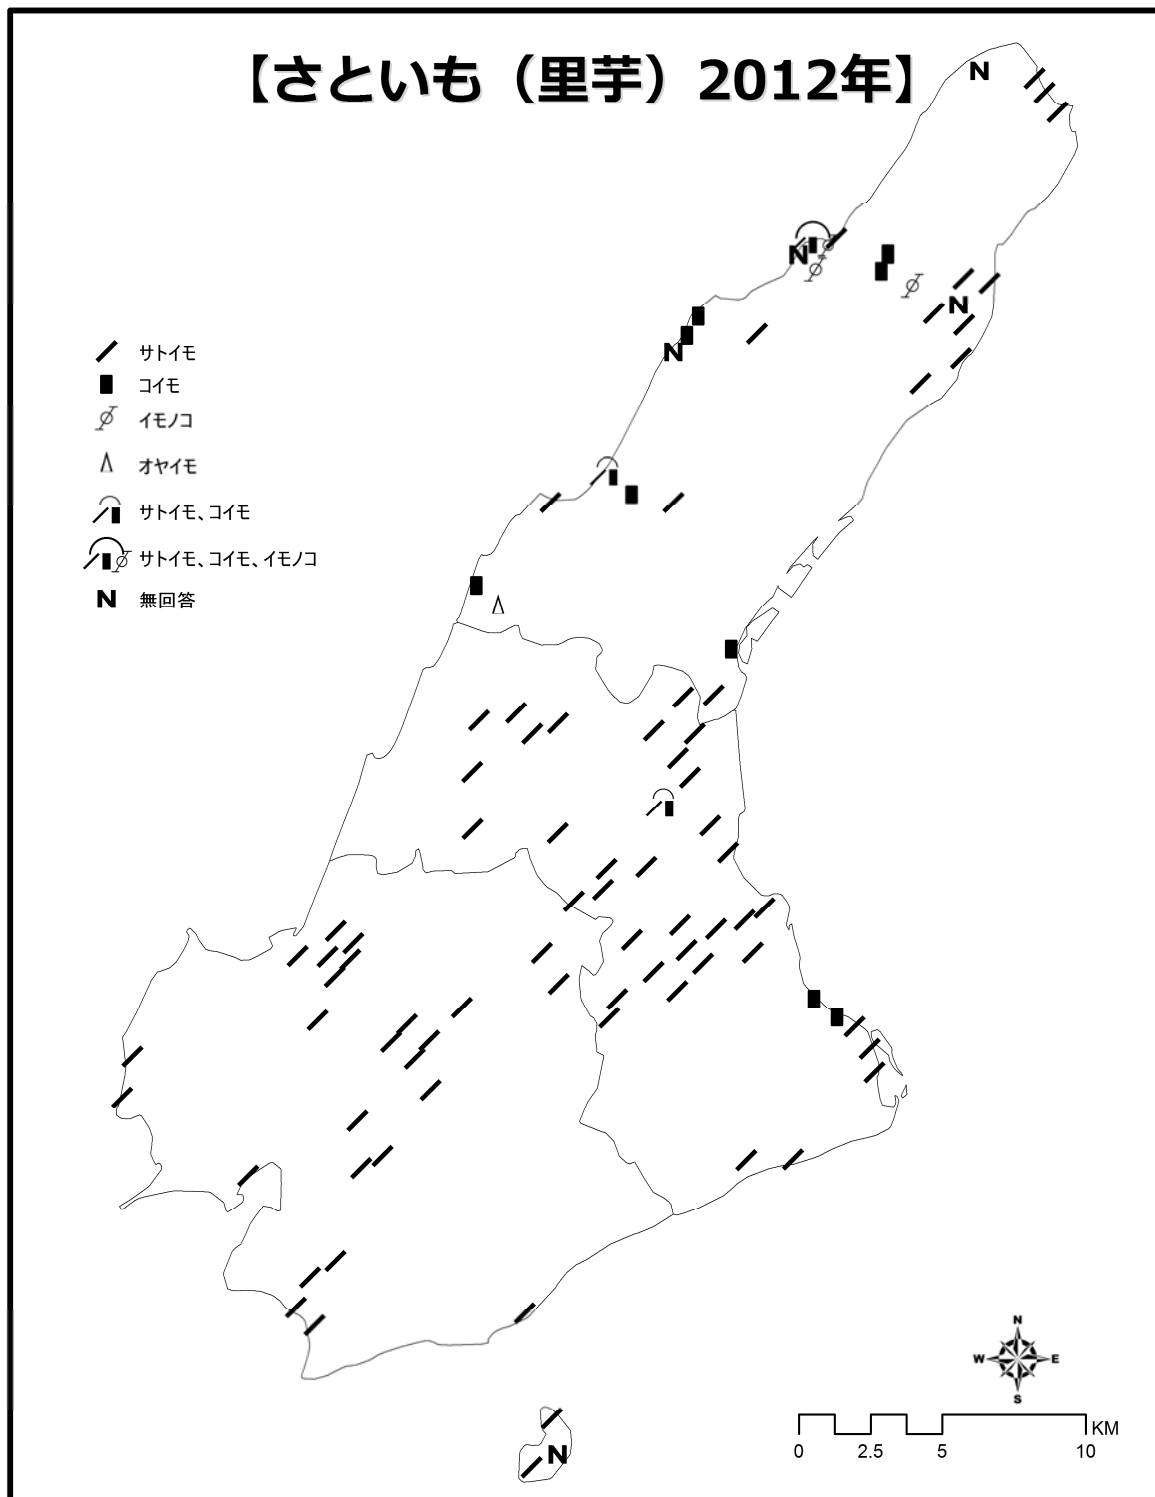 【さといも（里芋）2012年】
サトイモ
コイモ
イモノコ
オヤイモ
サトイモ、コイモ
サトイモ、コイモ、イモノコ
N 無回答
N
N
N
N
N
N
W E
S
KM
0 2.5 5 10